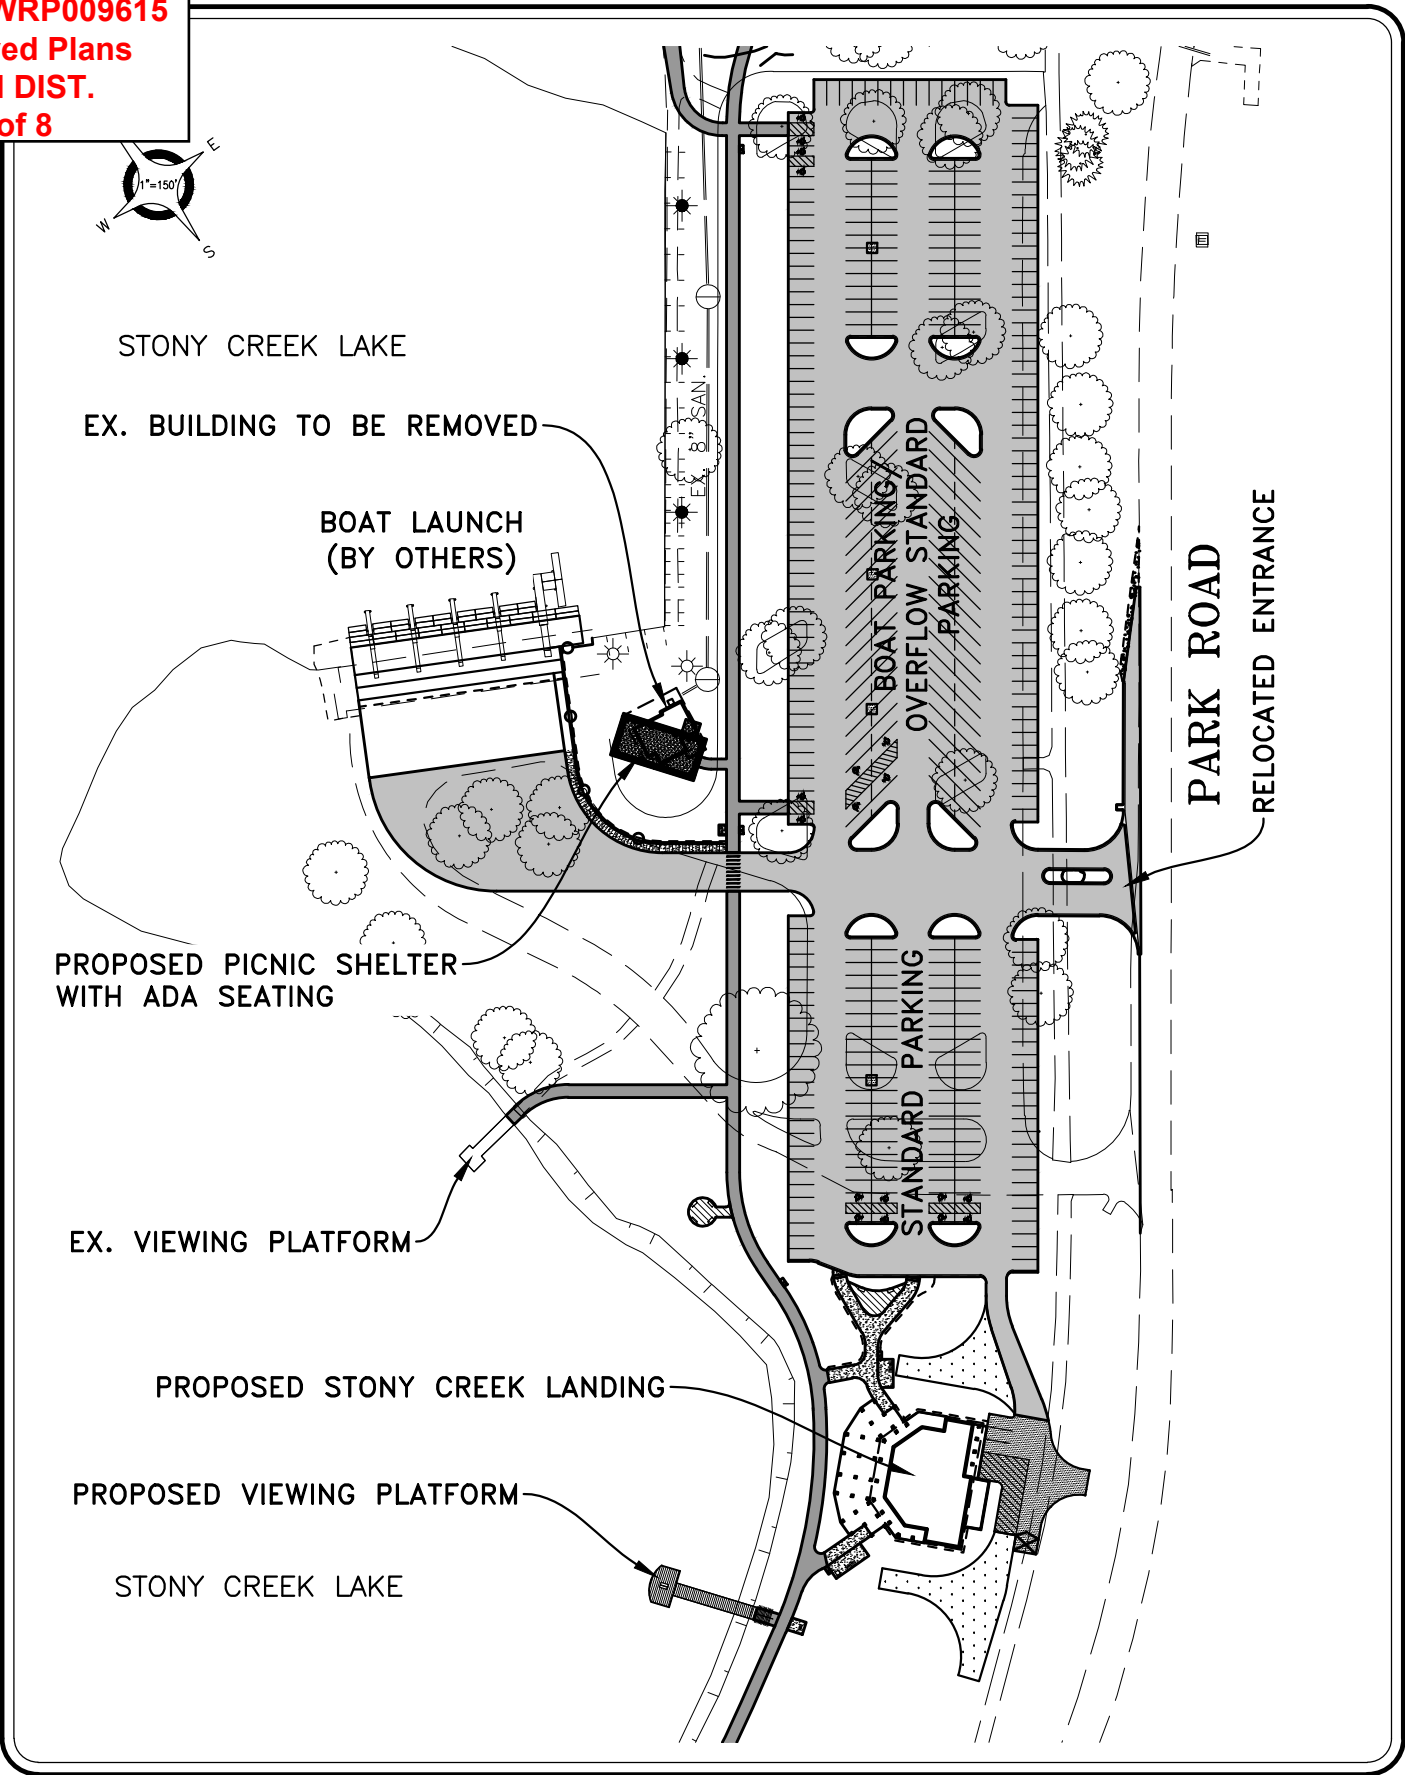 WRP009615
ed Plans
DIST.
of 8
E
1"=150'
W
S
STONY CREEK LAKE
EX. 8" SAN.
EX. BUILDING TO BE REMOVED
BOAT LAUNCH
(BY OTHERS)
BOAT PARKING/
OVERFLOW STANDARD
PARKING
PARK ROAD
RELOCATED ENTRANCE
PROPOSED PICNIC SHELTER
WITH ADA SEATING
STANDARD PARKING
EX. VIEWING PLATFORM
PROPOSED STONY CREEK LANDING
PROPOSED VIEWING PLATFORM
STONY CREEK LAKE